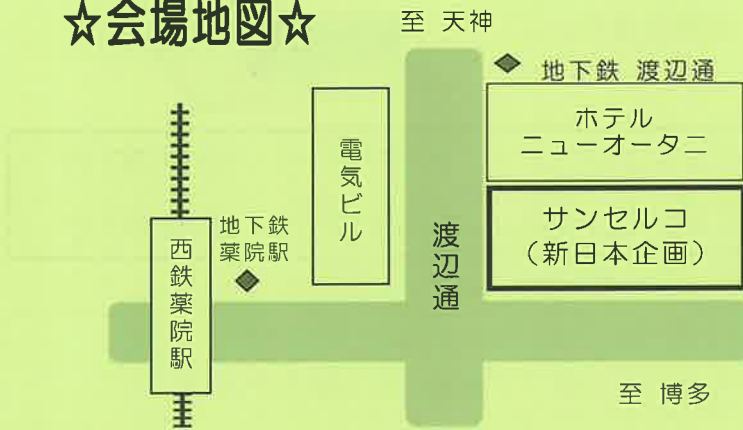 ☆会場地図☆
至 天神
地下鉄 渡辺通
ホテル
ニューオータニ
電気ビル
サンセルコ
（新日本企画）
渡辺通
地下鉄
薬院駅
西鉄薬院駅
至 博多